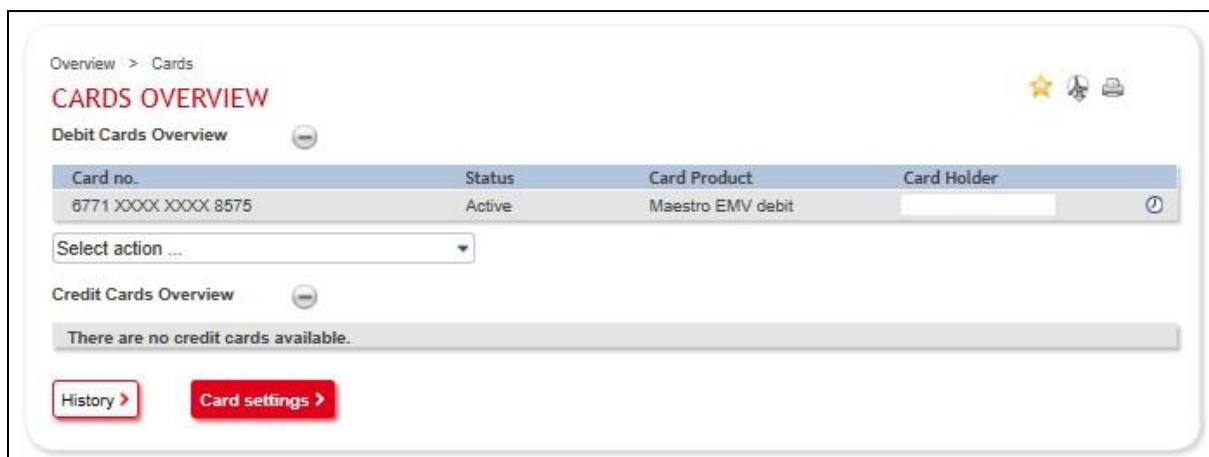 Overview > Cards
CARDS OVERVIEW
Debit Cards Overview
Card no. Status Card Product Card Holder
6771 XXXX XXXX 8575 Active Maestro EMV debit
Select action ...
Credit Cards Overview
There are no credit cards available.
History > Card settings >